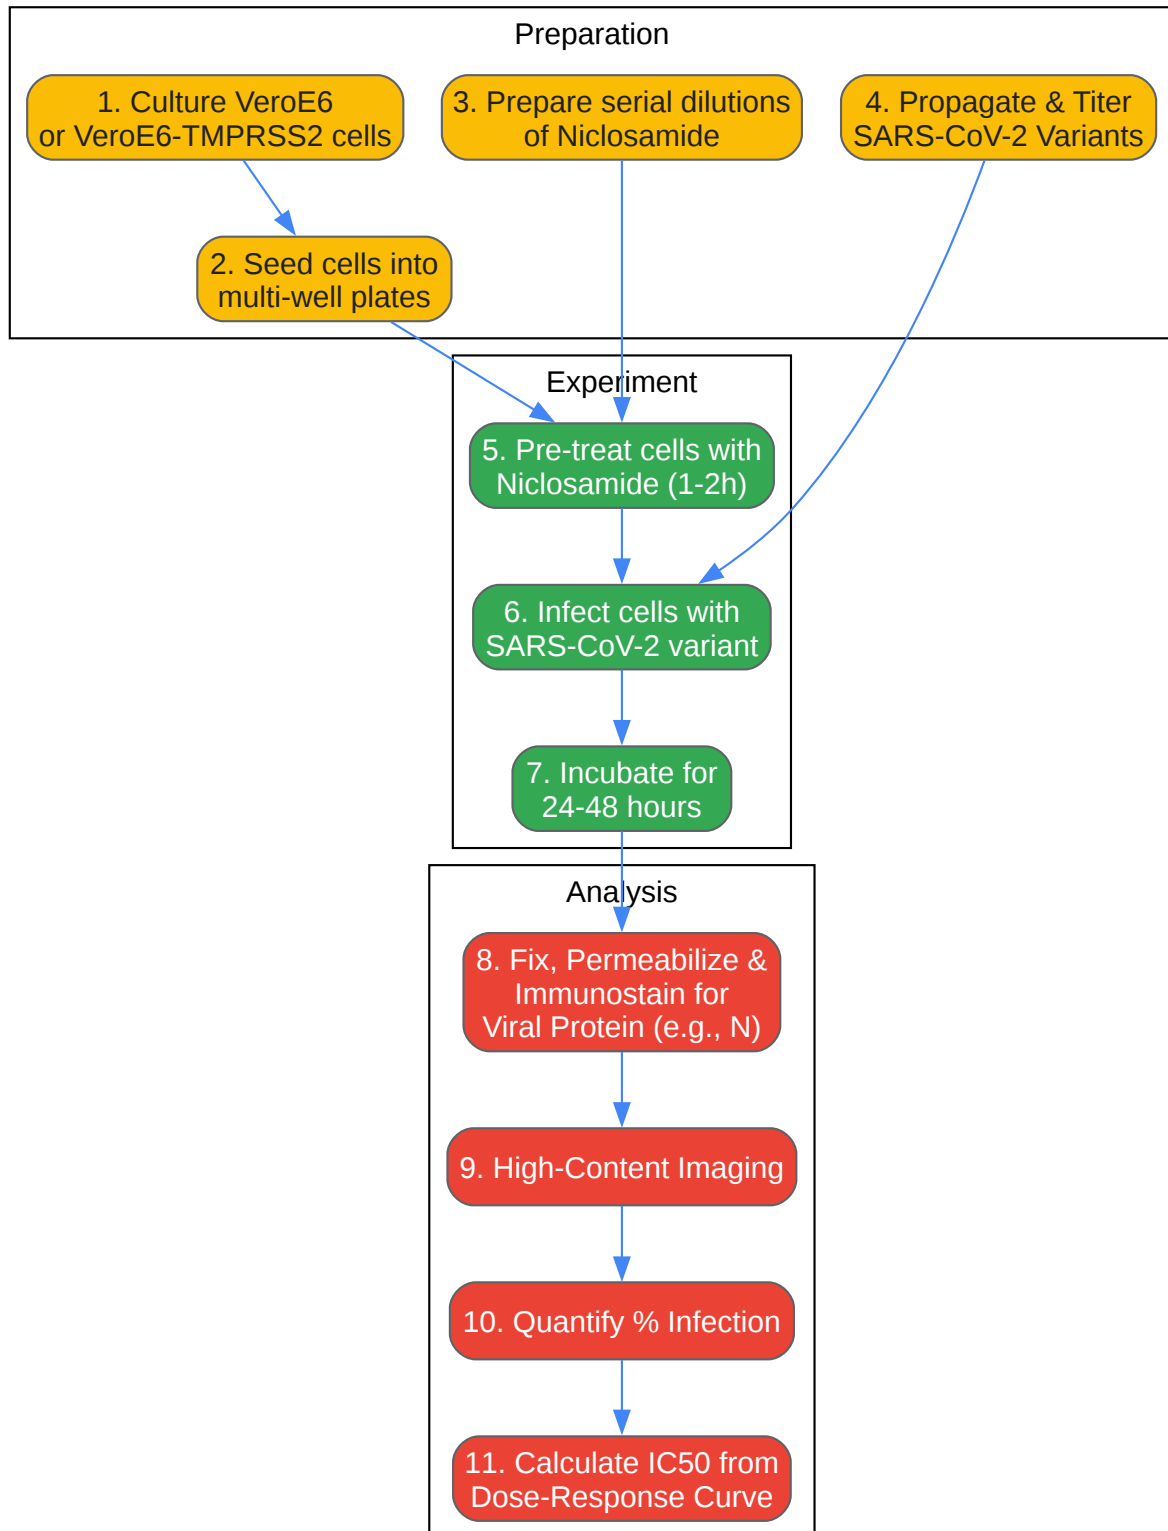 Preparation
1. Culture VeroE6
or VeroE6-TMPRSS2 cells
3. Prepare serial dilutions
of Niclosamide
4. Propagate & Titer
SARS-CoV-2 Variants
2. Seed cells into
multi-well plates
Experiment
5. Pre-treat cells with
Niclosamide (1-2h)
6. Infect cells with
SARS-CoV-2 variant
7. Incubate for
24-48 hours
Analysis
8. Fix, Permeabilize &
Immunostain for
Viral Protein (e.g., N)
9. High-Content Imaging
10. Quantify % Infection
11. Calculate IC50 from
Dose-Response Curve